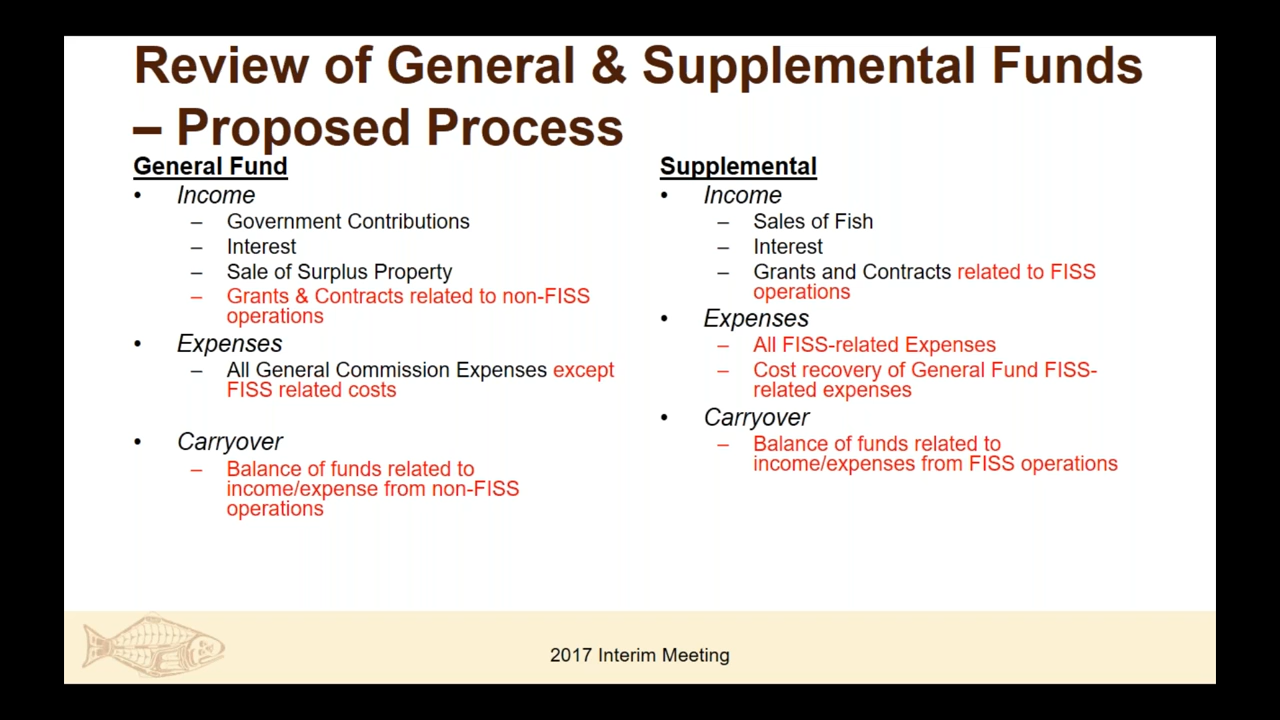 Review of General & Supplemental Funds
– Proposed Process
General Fund
• Income
– Government Contributions
– Interest
– Sale of Surplus Property
– Grants & Contracts related to non-FISS
operations
• Expenses
– All General Commission Expenses except
FISS related costs
• Carryover
– Balance of funds related to
income/expense from non-FISS
operations
Supplemental
• Income
– Sales of Fish
– Interest
– Grants and Contracts related to FISS
operations
• Expenses
– All FISS-related Expenses
– Cost recovery of General Fund FISS-
related expenses
• Carryover
– Balance of funds related to
income/expenses from FISS operations
2017 Interim Meeting